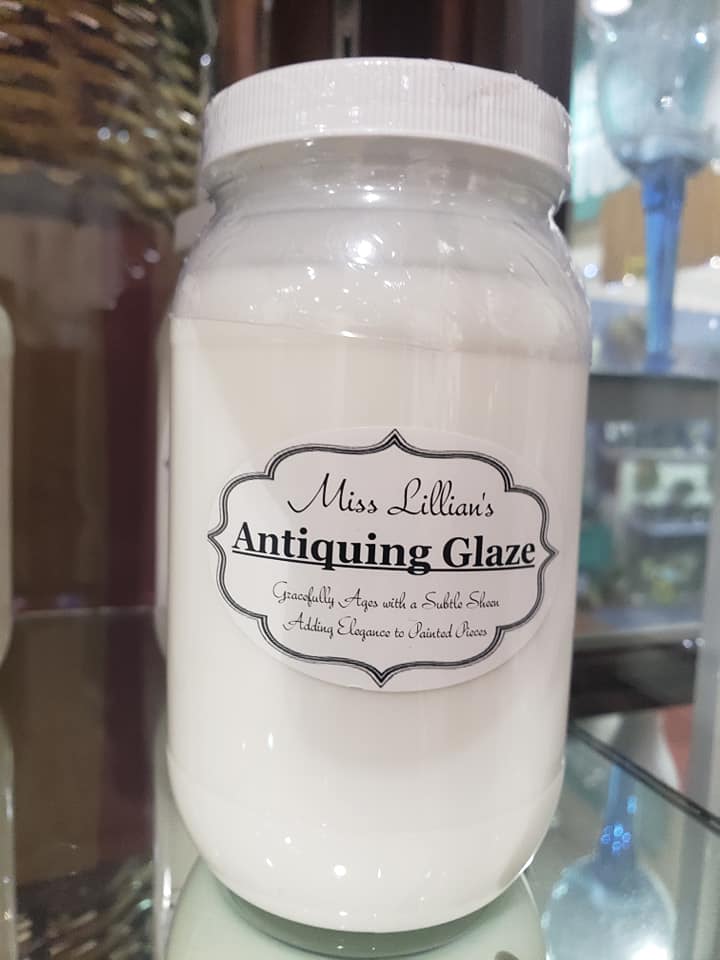 Miss Lillian's
Antiquing Glaze
Gracefully Ages with a Subtle Sheen
Adding Elegance to Painted Pieces